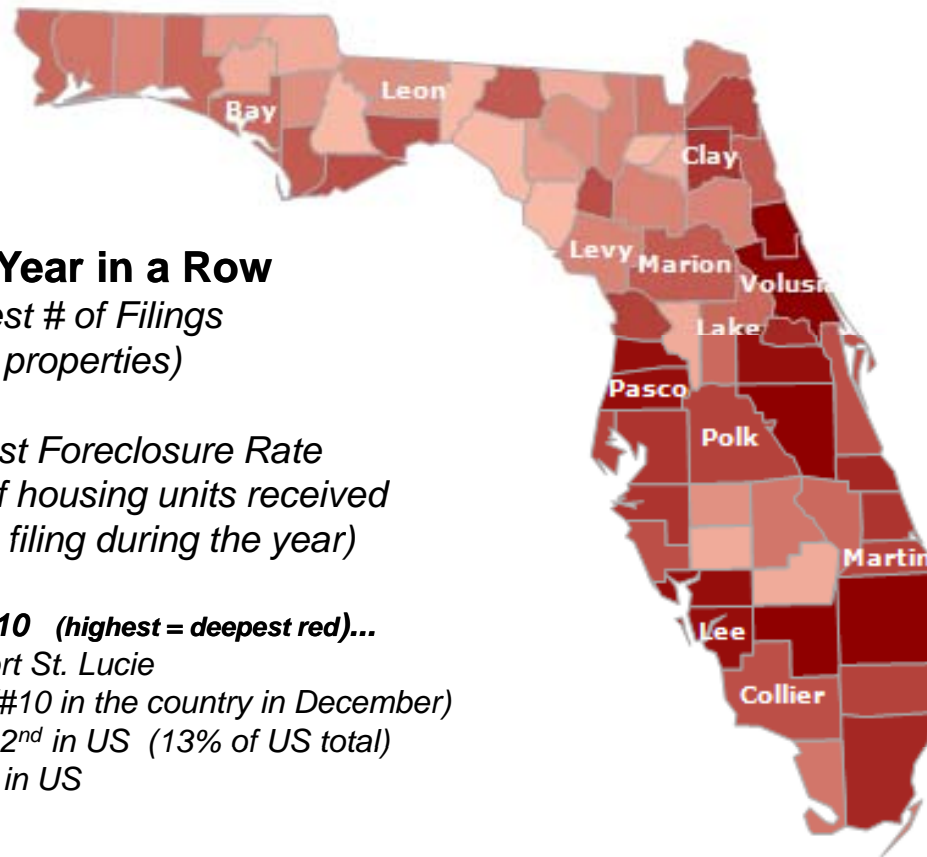 Year in a Row
est # of Filings
properties)
st Foreclosure Rate
f housing units received
filing during the year)
10 (highest = deepest red)...
rt St. Lucie
#10 in the country in December)
2nd in US (13% of US total)
in US
Leon
Bay
Clay
Levy
Marion
Volusi
Lake
Pasco
Polk
Martin
Lee
Collier